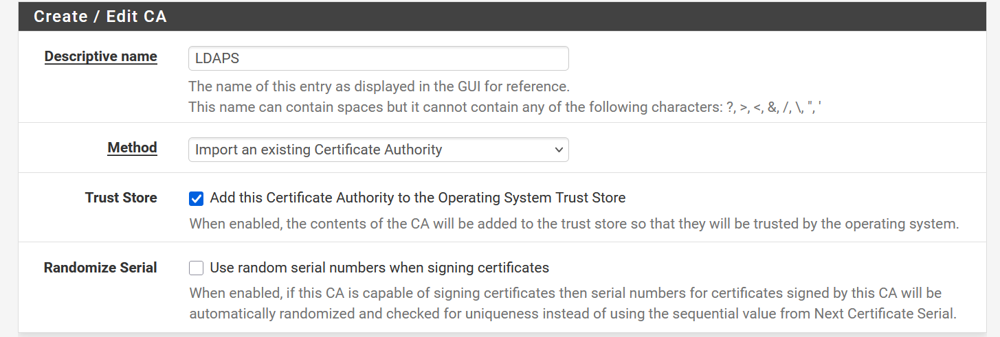 Create / Edit CA
Descriptive name
LDAPS
The name of this entry as displayed in the GUI for reference.
This name can contain spaces but it cannot contain any of the following characters: ?, >, <, &, /, \, ", '
Method
Import an existing Certificate Authority
Trust Store
Add this Certificate Authority to the Operating System Trust Store
When enabled, the contents of the CA will be added to the trust store so that they will be trusted by the operating system.
Randomize Serial
Use random serial numbers when signing certificates
When enabled, if this CA is capable of signing certificates then serial numbers for certificates signed by this CA will be
automatically randomized and checked for uniqueness instead of using the sequential value from Next Certificate Serial.